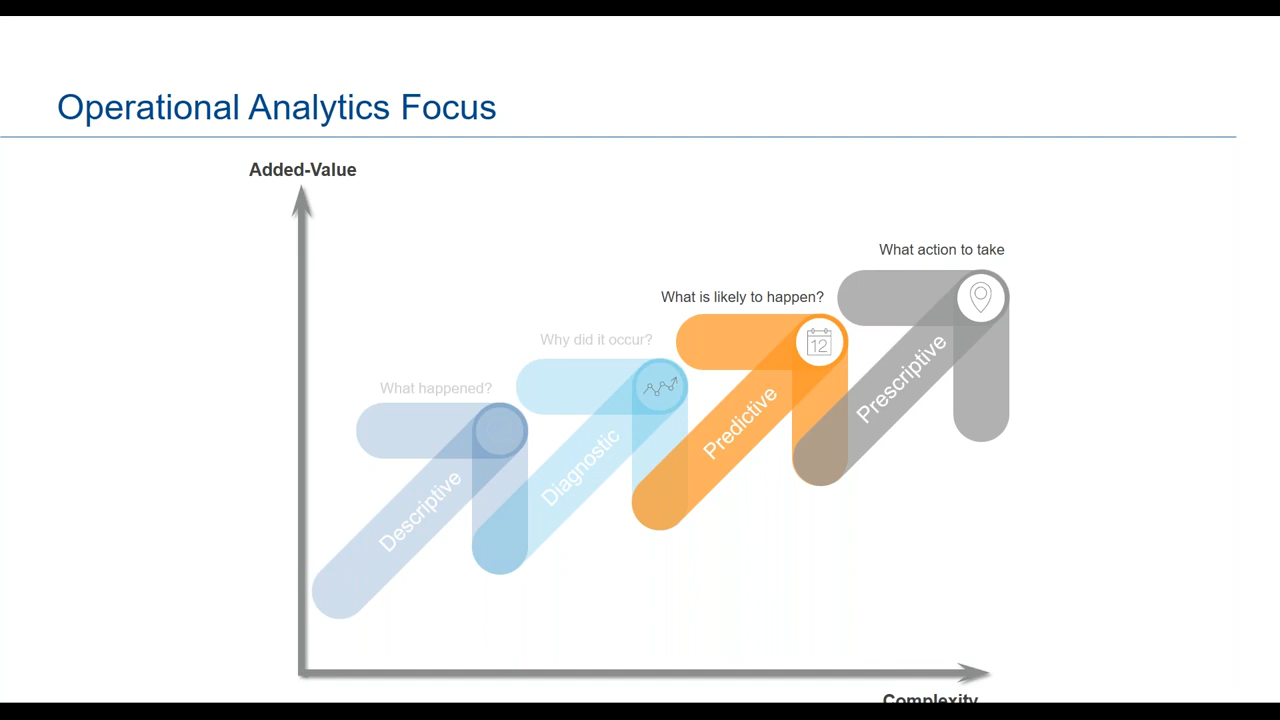 Operational Analytics Focus
Added-Value
What action to take
What is likely to happen?
Why did it occur?
What happened?
12
Prescriptive
Predictive
Diagnostic
Descriptive
Complexity